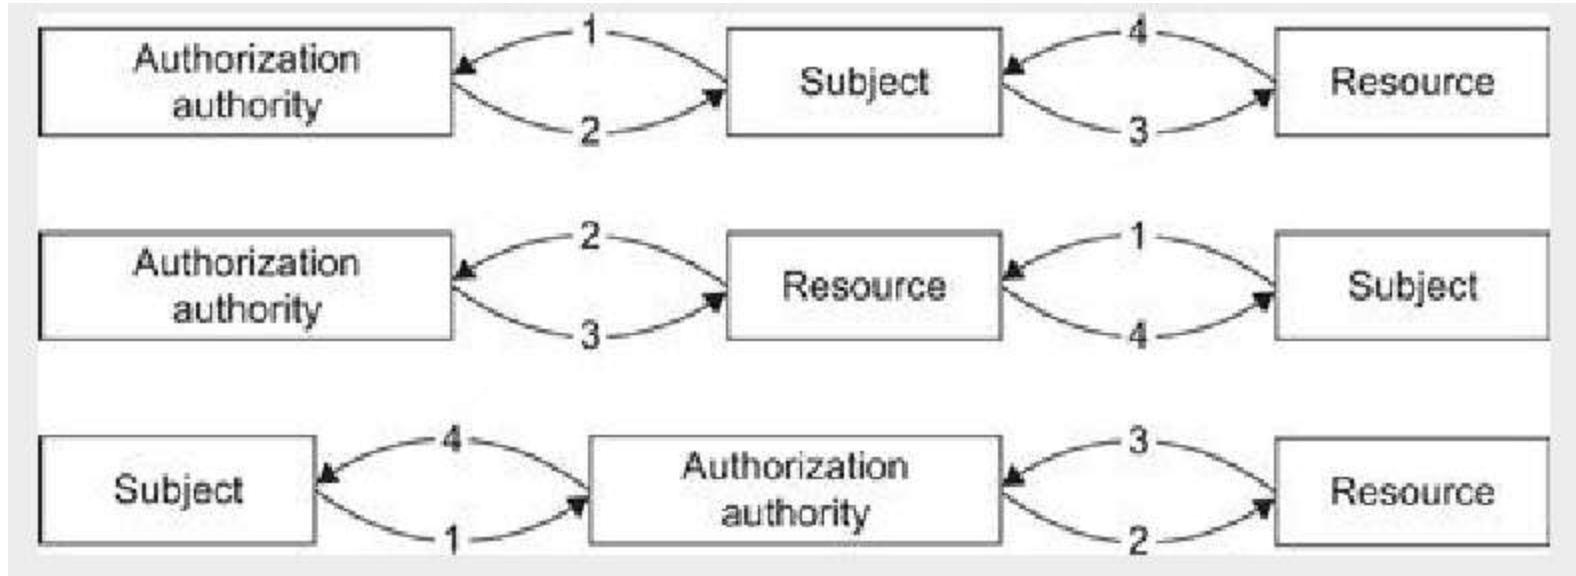 1
4
Authorization
authority
Subject
Resource
2
3
2
1
Authorization
authority
Resource
Subject
3
4
4
3
Subject
Authorization
authority
Resource
1
2